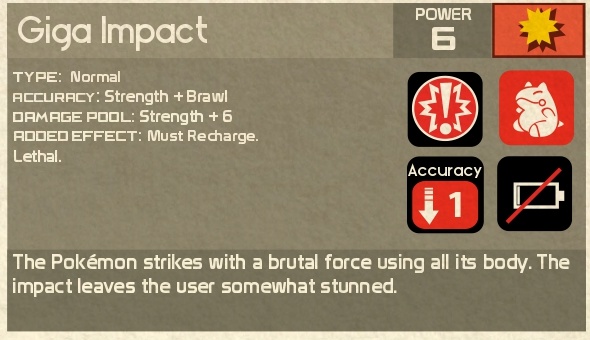 Giga Impact
POWER
6
TYPE: Normal
ACCURACY: Strength + Brawl
DAMAGE POOL: Strength + 6
ADDED EFFECT: Must Recharge.
Lethal.
Accuracy
1
The Pokémon strikes with a brutal force using all its body. The
impact leaves the user somewhat stunned.